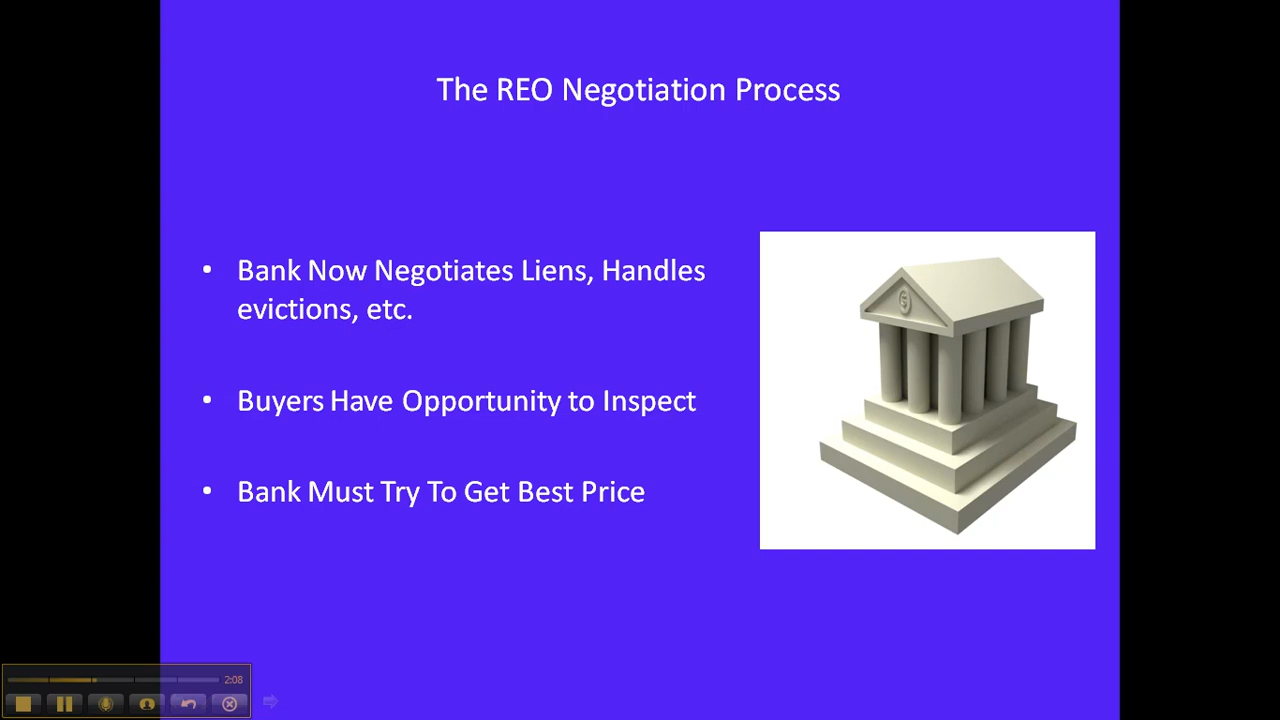 The REO Negotiation Process
• Bank Now Negotiates Liens, Handles
evictions, etc.
• Buyers Have Opportunity to Inspect
• Bank Must Try To Get Best Price
2:08